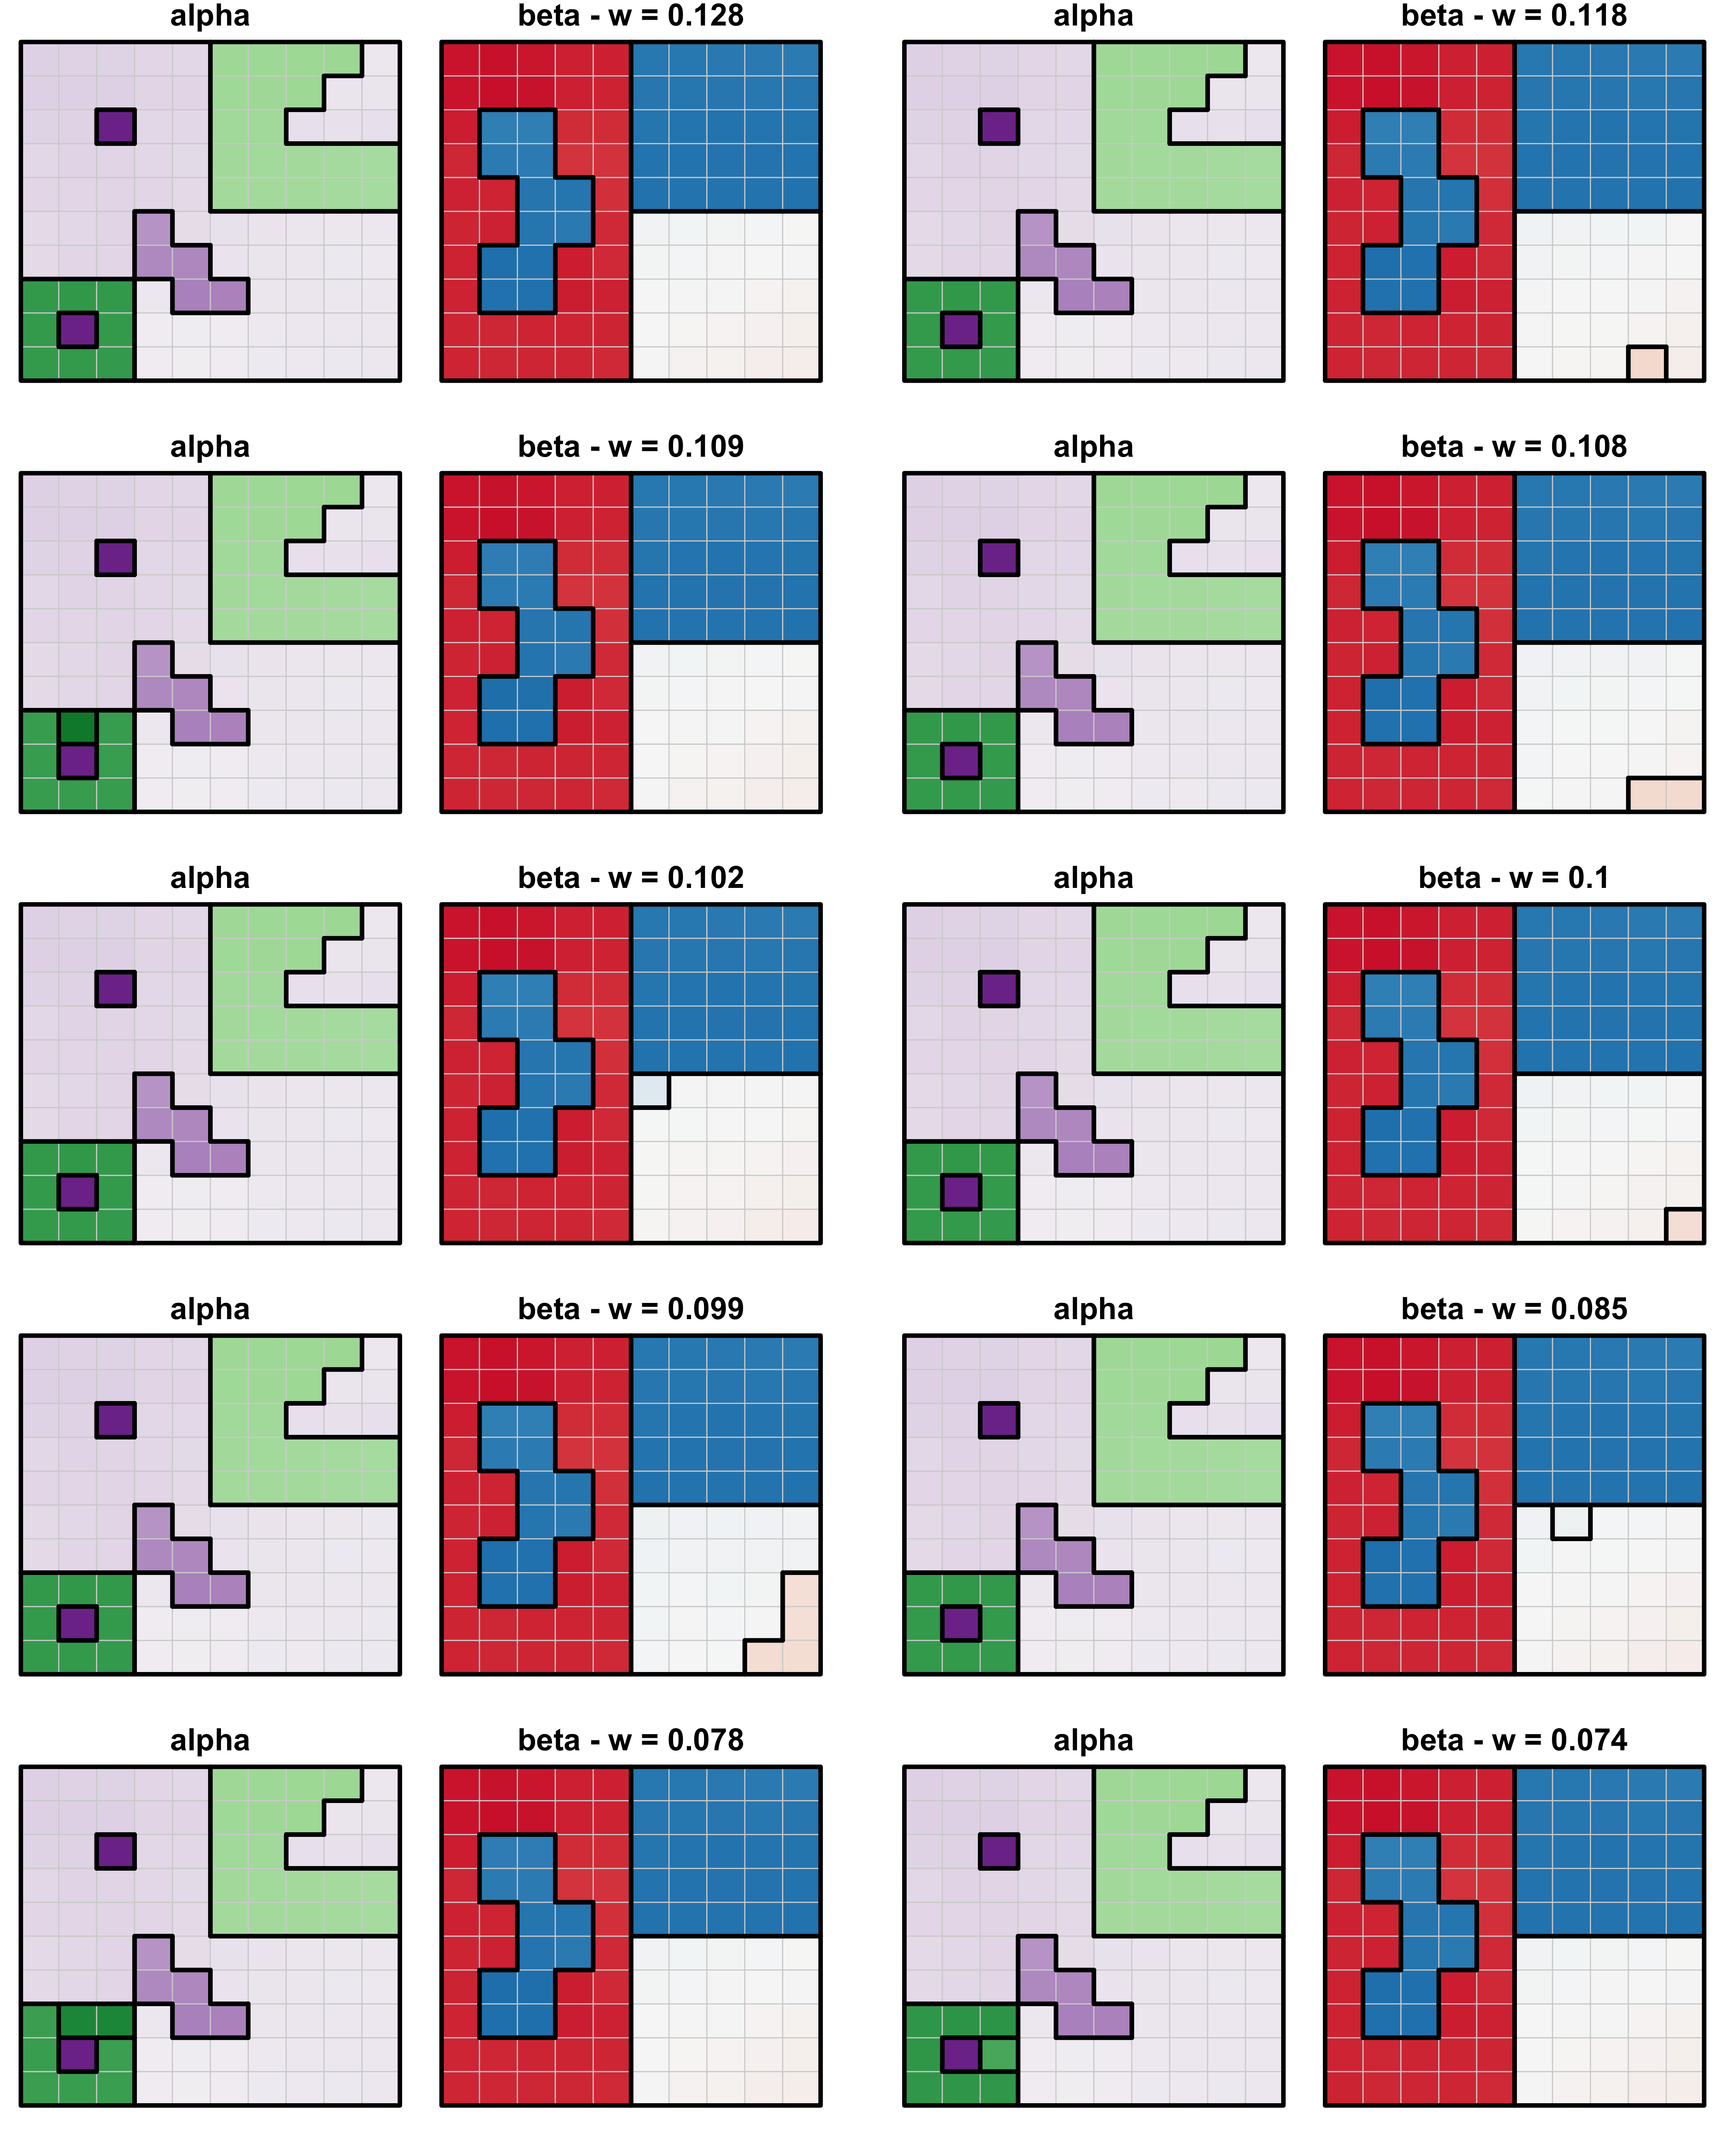 alpha beta - w = 0.128 alpha beta - w = 0.118
alpha beta - w = 0.109 alpha beta - w = 0.108
alpha beta - w = 0.102 alpha beta - w = 0.1
alpha beta - w = 0.099 alpha beta - w = 0.085
alpha beta - w = 0.078 alpha beta - w = 0.074